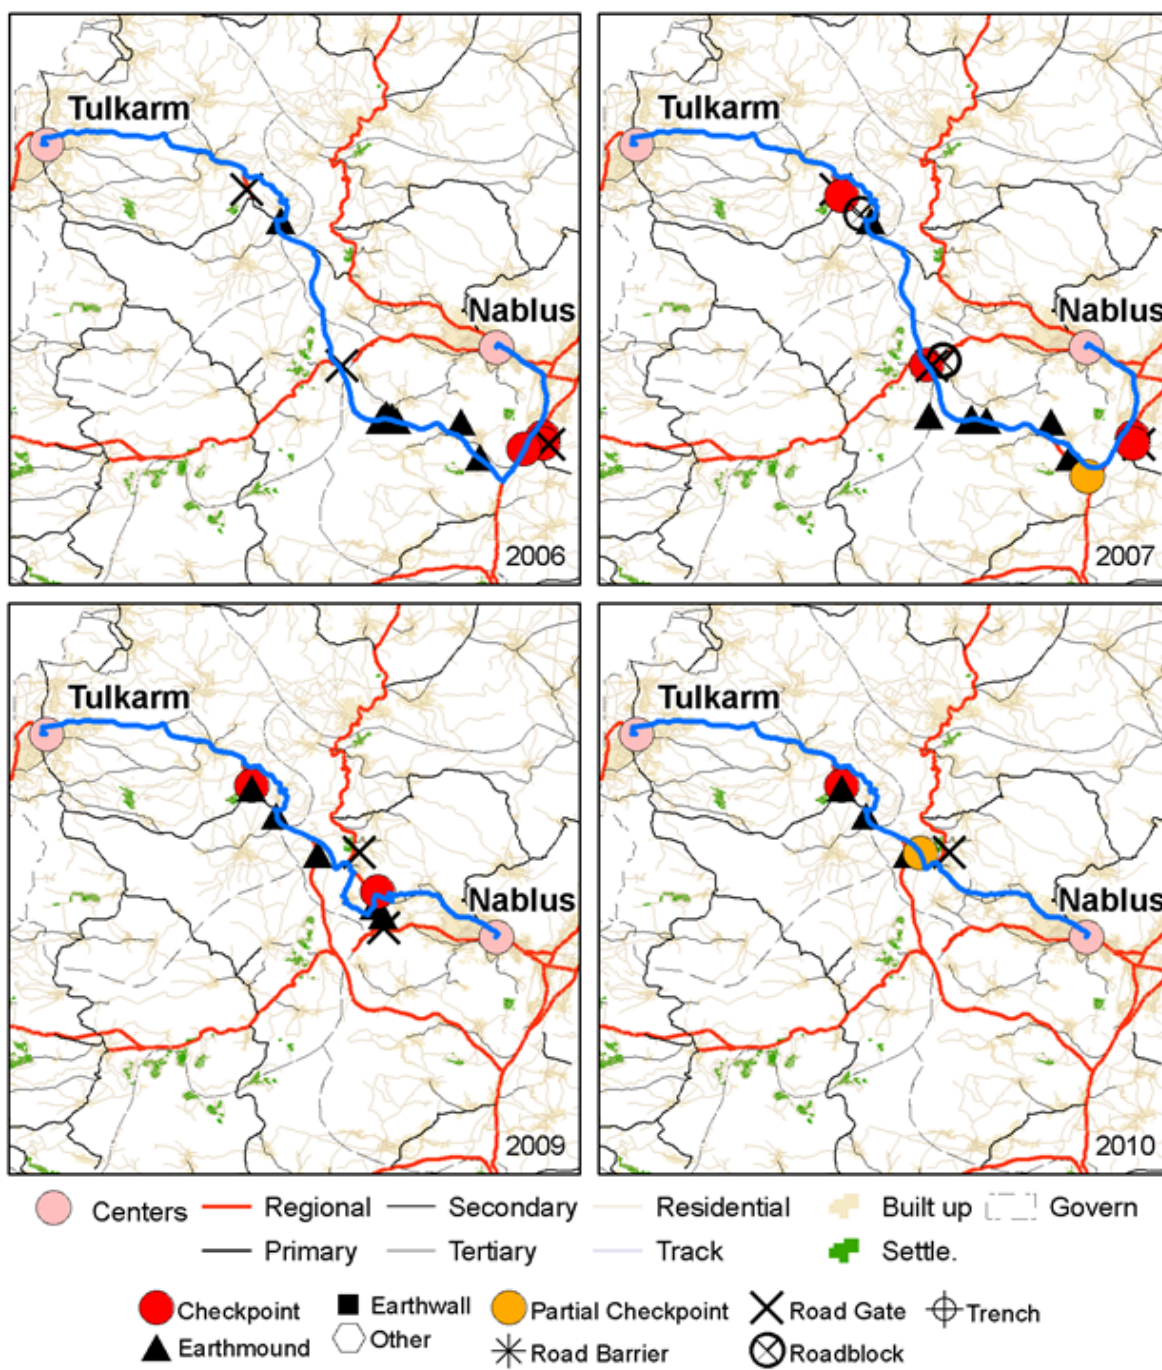 Tulkarm
Nablus
2006
Tulkarm
Nablus
2007
Tulkarm
Nablus
2009
Tulkarm
Nablus
2010
Centers Regional Secondary Residential Built up Govern
Primary Tertiary Track Settle.
Checkpoint Earthwall Partial Checkpoint Road Gate Trench
Earthmound Other Road Barrier Roadblock